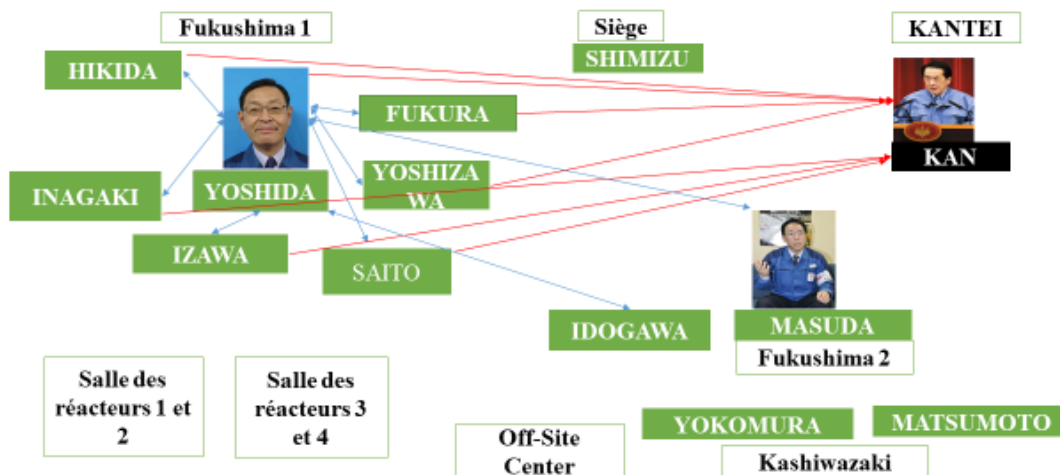 Fukushima 1
Siège
KANTEI
SHIMIZU
HIKIDA
FUKURA
KAN
YOSHIZA
WA
INAGAKI
YOSHIDA
IZAWA
SAITO
IDOGAWA
MASUDA
Fukushima 2
Salle des
réacteurs 1 et
2
Salle des
réacteurs 3
et 4
YOKOMURA
MATSUMOTO
Off-Site
Center
Kashiwazaki